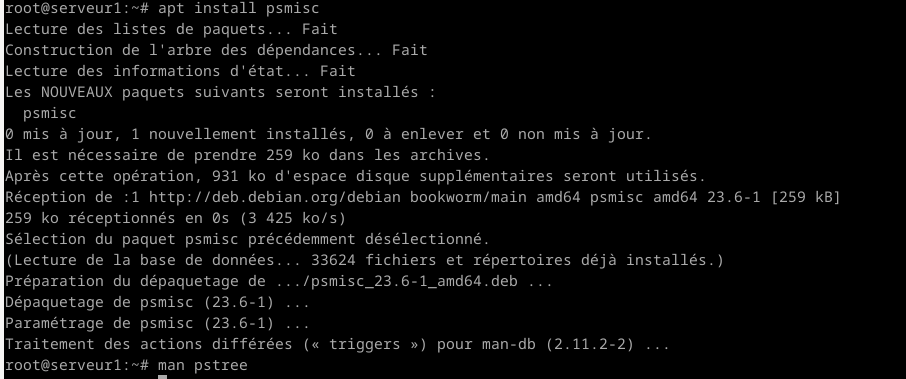 root@serveur1:~# apt install psmisc
Lecture des listes de paquets... Fait
Construction de l'arbre des dépendances... Fait
Lecture des informations d'état... Fait
Les NOUVEAUX paquets suivants seront installés :
  psmisc
0 mis à jour, 1 nouvellement installés, 0 à enlever et 0 non mis à jour.
Il est nécessaire de prendre 259 ko dans les archives.
Après cette opération, 931 ko d'espace disque supplémentaires seront utilisés.
Réception de :1 http://deb.debian.org/debian bookworm/main amd64 psmisc amd64 23.6-1 [259 kB]
259 ko réceptionnés en 0s (3 425 ko/s)
Sélection du paquet psmisc précédemment désélectionné.
(Lecture de la base de données... 33624 fichiers et répertoires déjà installés.)
Préparation du dépaquetage de .../psmisc_23.6-1_amd64.deb ...
Dépaquetage de psmisc (23.6-1) ...
Paramétrage de psmisc (23.6-1) ...
Traitement des actions différées (« triggers ») pour man-db (2.11.2-2) ...
root@serveur1:~# man pstree